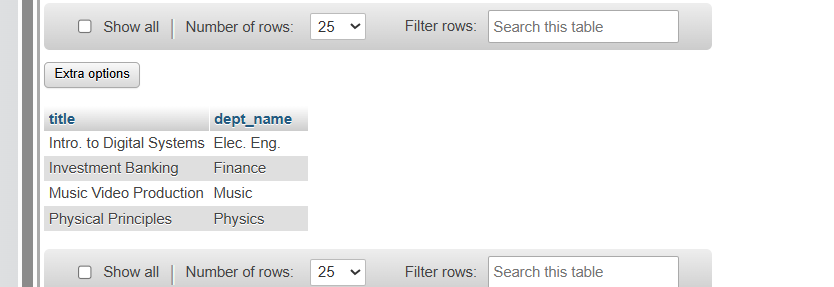 Show all Number of rows: 25 Filter rows: Search this table
Extra options
title dept_name
Intro. to Digital Systems Elec. Eng.
Investment Banking Finance
Music Video Production Music
Physical Principles Physics
Show all Number of rows: 25 Filter rows: Search this table